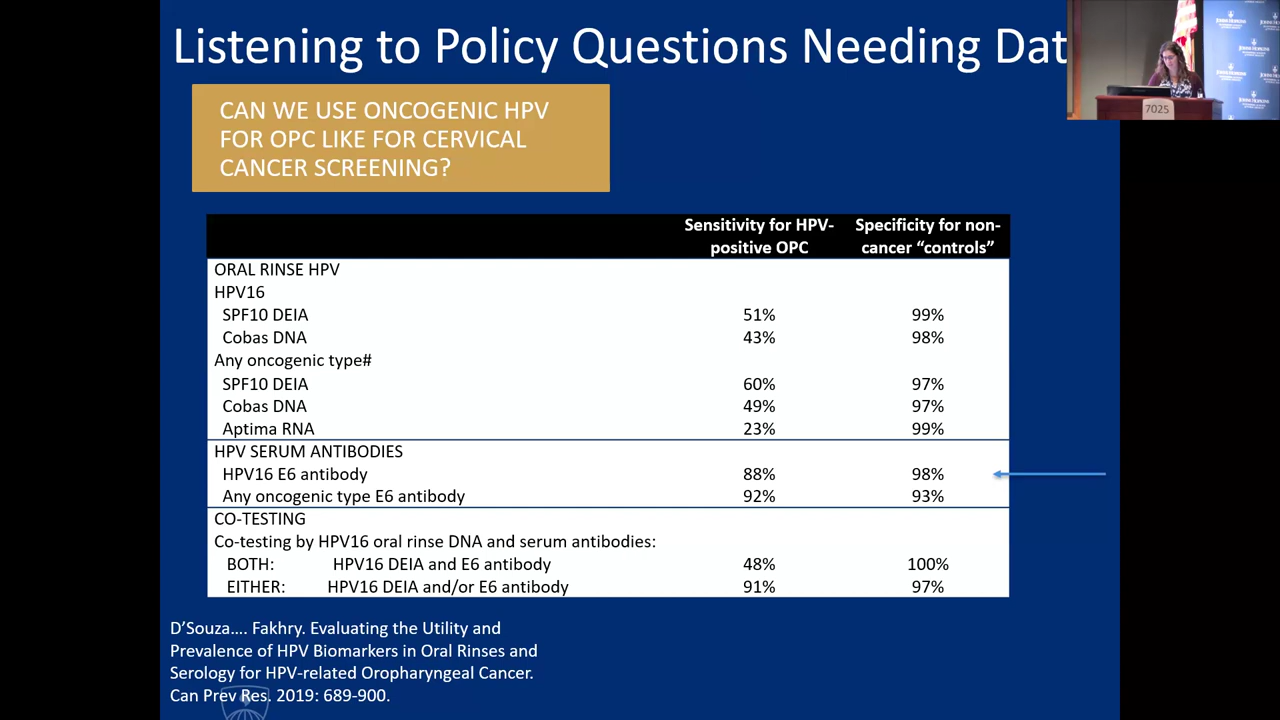 Listening to Policy Questions Needing Dat
CAN WE USE ONCOGENIC HPV
FOR OPC LIKE FOR CERVICAL
CANCER SCREENING?
Sensitivity for HPV-positive OPC Specificity for non-cancer “controls”
ORAL RINSE HPV
HPV16
SPF10 DEIA 51% 99%
Cobas DNA 43% 98%
Any oncogenic type#
SPF10 DEIA 60% 97%
Cobas DNA 49% 97%
Aptima RNA 23% 99%
HPV SERUM ANTIBODIES
HPV16 E6 antibody 88% 98%
Any oncogenic type E6 antibody 92% 93%
CO-TESTING
Co-testing by HPV16 oral rinse DNA and serum antibodies:
BOTH: HPV16 DEIA and E6 antibody 48% 100%
EITHER: HPV16 DEIA and/or E6 antibody 91% 97%
D’Souza…. Fakhry. Evaluating the Utility and
Prevalence of HPV Biomarkers in Oral Rinses and
Serology for HPV-related Oropharyngeal Cancer.
Can Prev Res. 2019: 689-900.
7025
JOHNS HOPKINS